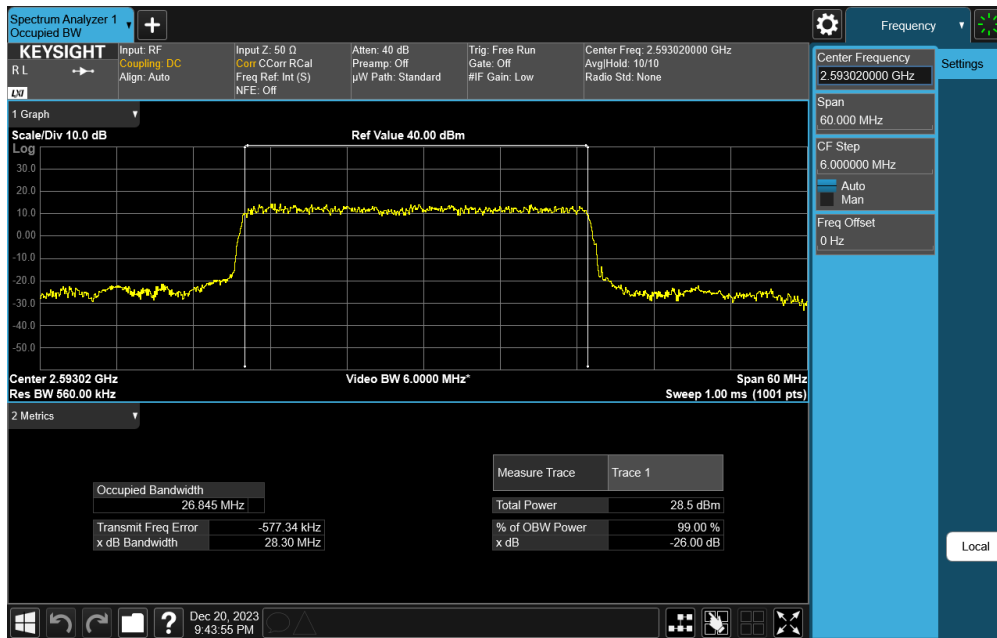 Spectrum Analyzer 1
Occupied BW
Frequency
KEYSIGHT
R L
LXI
Input: RF
Coupling: DC
Align: Auto
Input Z: 50 Ω
Corr CCorr RCal
Freq Ref: Int (S)
NFE: Off
Atten: 40 dB
Preamp: Off
µW Path: Standard
Trig: Free Run
Gate: Off
#IF Gain: Low
Center Freq: 2.593020000 GHz
Avg|Hold: 10/10
Radio Std: None
Center Frequency
2.593020000 GHz
Settings
Span
60.000 MHz
CF Step
6.000000 MHz
Auto
Man
Freq Offset
0 Hz
Local
1 Graph
Scale/Div 10.0 dB
Ref Value 40.00 dBm
Log
30.0
20.0
10.0
0.00
-10.0
-20.0
-30.0
-40.0
-50.0
Center 2.59302 GHz
Video BW 6.0000 MHz*
Span 60 MHz
Res BW 560.00 kHz
Sweep 1.00 ms (1001 pts)
2 Metrics
Measure Trace
Trace 1
Occupied Bandwidth
26.845 MHz
Total Power
28.5 dBm
Transmit Freq Error
-577.34 kHz
% of OBW Power
99.00 %
x dB Bandwidth
28.30 MHz
x dB
-26.00 dB
?
Dec 20, 2023
9:43:55 PM